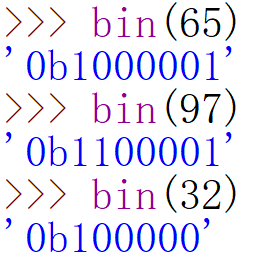 >>> bin(65)
'0b1000001'
>>> bin(97)
'0b1100001'
>>> bin(32)
'0b100000'